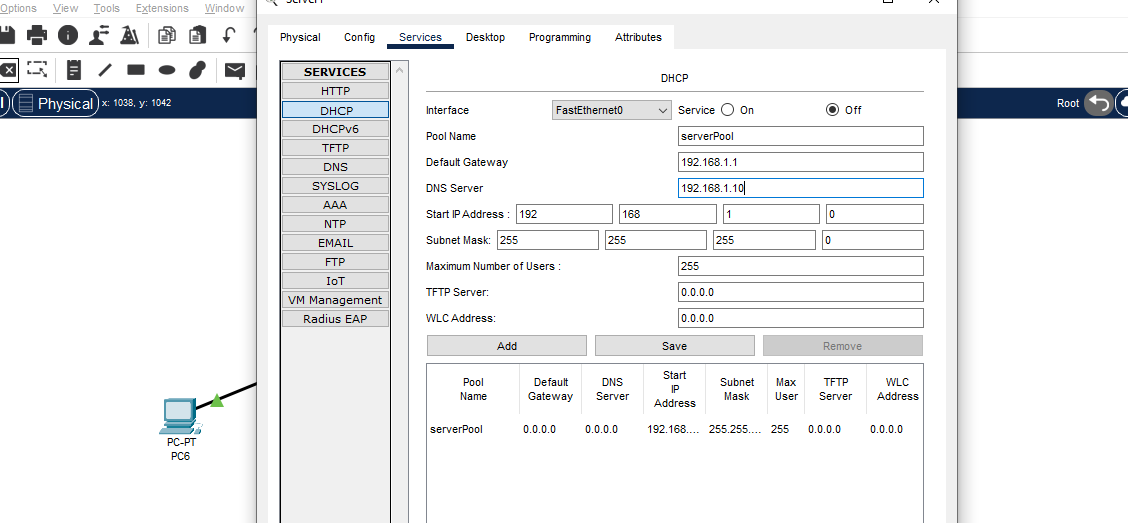 Options View Tools Extensions Window
Physical Config Services Desktop Programming Attributes
Physical x: 1038, y: 1042
Root
SERVICES
HTTP
DHCP
DHCPv6
TFTP
DNS
SYSLOG
AAA
NTP
EMAIL
FTP
IoT
VM Management
Radius EAP
DHCP
Interface FastEthernet0 Service On Off
Pool Name serverPool
Default Gateway 192.168.1.1
DNS Server 192.168.1.10
Start IP Address : 192 168 1 0
Subnet Mask: 255 255 255 0
Maximum Number of Users : 255
TFTP Server: 0.0.0.0
WLC Address: 0.0.0.0
Add Save Remove
Pool Name Default Gateway DNS Server Start IP Address Subnet Mask Max User TFTP Server WLC Address
serverPool 0.0.0.0 0.0.0.0 192.168.... 255.255.... 255 0.0.0.0 0.0.0.0
PC-PT
PC6